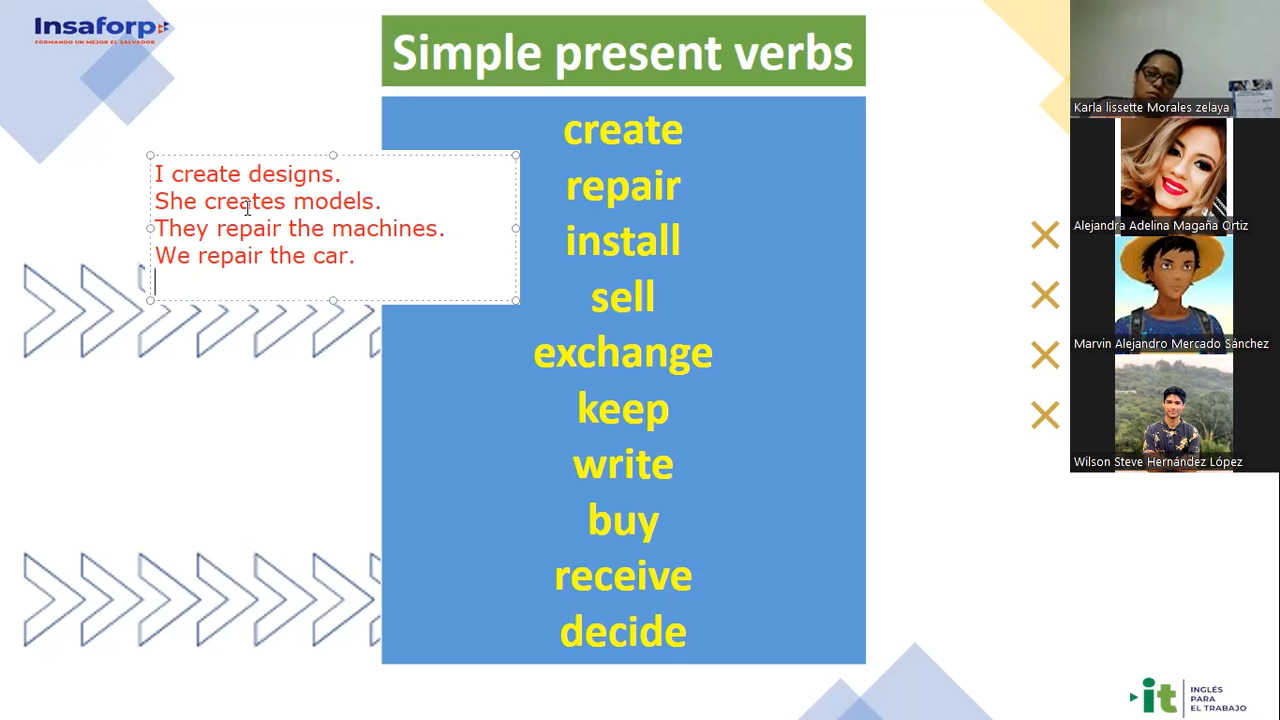 Insaforp
FORMANDO UN MEJOR EL SALVADOR
Simple present verbs
I create designs.
She creates models.
They repair the machines.
We repair the car.
create
repair
install
sell
exchange
keep
write
buy
receive
decide
Karla lissette Morales zelaya
Alejandra Adelina Magaña Ortiz
Marvin Alejandro Mercado Sánchez
Wilson Steve Hernández López
it
INGLÉS
PARA
EL TRABAJO